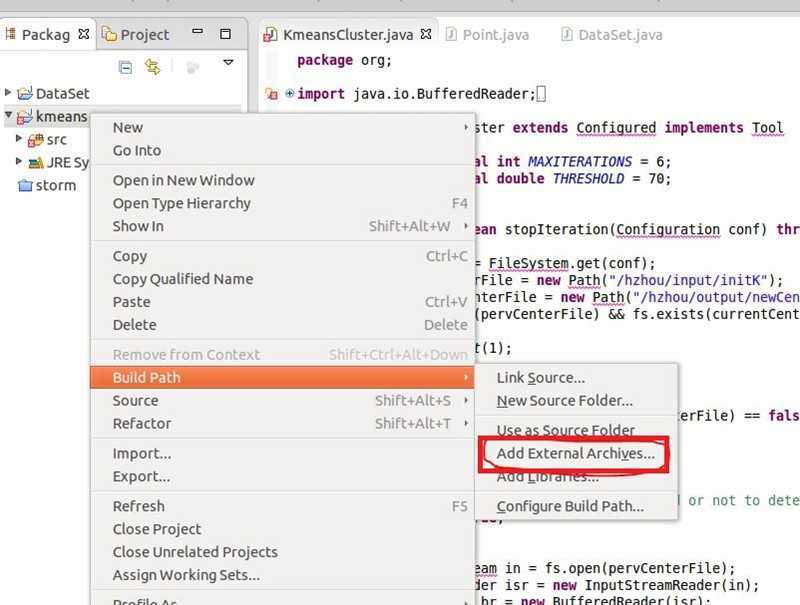 Packag Project KmeansCluster.java Point.java DataSet.java
package org;
DataSet import java.io.BufferedReader;
kmeans
New ster extends Configured implements Tool
src
Go Into
JRE Sy al int MAXITERATIONS = 6;
Open in New Window al double THRESHOLD = 70;
storm
Open Type Hierarchy F4
Show In Shift+Alt+W ean stopIteration(Configuration conf) thr
Copy Ctrl+C = FileSystem.get(conf);
Copy Qualified Name erFile = new Path("/hzhou/input/initK");
Paste Ctrl+V nterFile = new Path("/hzhou/output/newCen
Delete Delete (pervCenterFile) && fs.exists(currentCent
Remove from Context Shift+Ctrl+Alt+Down t(1);
Build Path Link Source...
Source Shift+Alt+S New Source Folder...
Refactor Shift+Alt+T Use as Source Folder erFile) == fals
Import... Add External Archives...
Export... Add Libraries...
Refresh F5 Configure Build Path... d or not to dete
Close Project ue;
Close Unrelated Projects
Assign Working Sets... eam in = fs.open(pervCenterFile);
der isr = new InputStreamReader(in);
Profile As br = new BufferedReader(isr);